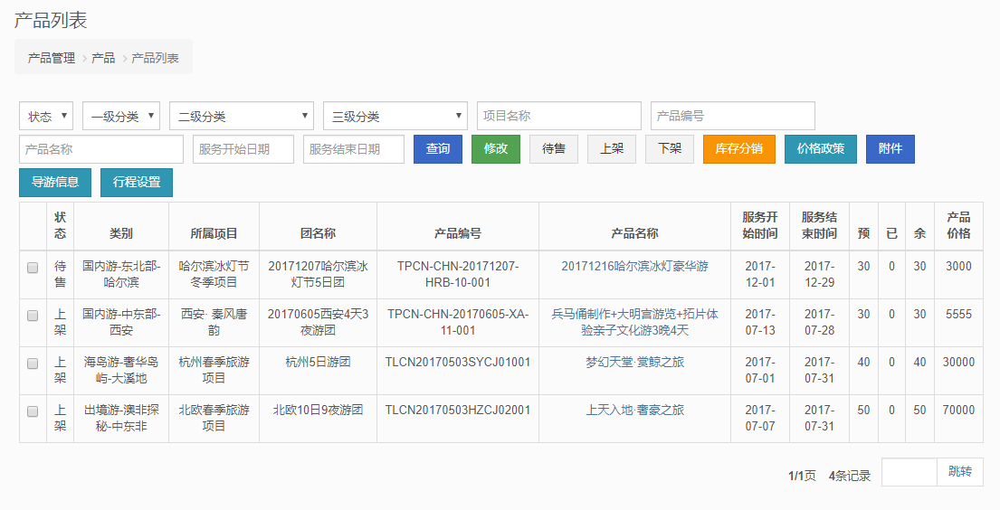 产品列表
产品管理 > 产品 > 产品列表
状态 一级分类 二级分类 三级分类 项目名称 产品编号
产品名称 服务开始日期 服务结束日期 查询 修改 待售 上架 下架 库存分销 价格政策 附件
导游信息 行程设置
状态 类别 所属项目 团名称 产品编号 产品名称 服务开始时间 服务结束时间 预 已 余 产品价格
待售 国内游-东北部-哈尔滨 哈尔滨冰灯节冬季项目 20171207哈尔滨冰灯节5日团 TPCN-CHN-20171207-HRB-10-001 20171216哈尔滨冰灯豪华游 2017-12-01 2017-12-29 30 0 30 3000
上架 国内游-中东部-西安 西安· 秦风唐韵 20170605西安4天3夜游团 TPCN-CHN-20170605-XA-11-001 兵马俑制作+大明宫游览+拓片体验亲子文化游3晚4天 2017-07-13 2017-07-28 30 0 30 5555
上架 海岛游-奢华岛屿-大溪地 杭州春季旅游项目 杭州5日游团 TLCN20170503SYCJ01001 梦幻天堂·赏鲸之旅 2017-07-01 2017-07-31 40 0 40 30000
上架 出境游-澳非探秘-中东非 北欧春季旅游项目 北欧10日9夜游团 TLCN20170503HZCJ02001 上天入地·奢豪之旅 2017-07-07 2017-07-31 50 0 50 70000
1/1页 4条记录 跳转